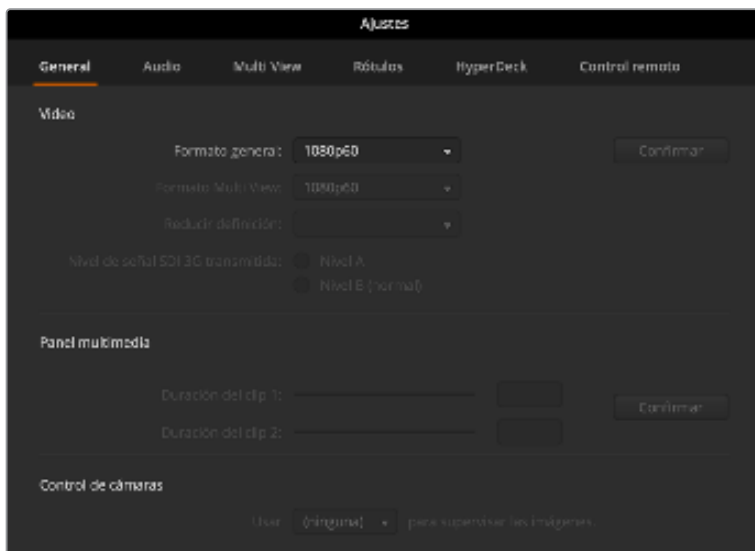 Ajustes
General Audio Multi View Rótulos HyperDeck Control remoto
Video
Formato general: 1080p60 Confirmar
Formato Multi View: 1080p60
Reducir definición:
Nivel de señal SDI 3G transmitida: Nivel A
Nivel B (normal)
Panel multimedia
Duración del clip 1:
Confirmar
Duración del clip 2:
Control de cámaras
Usar (ninguna) para supervisar las imágenes.